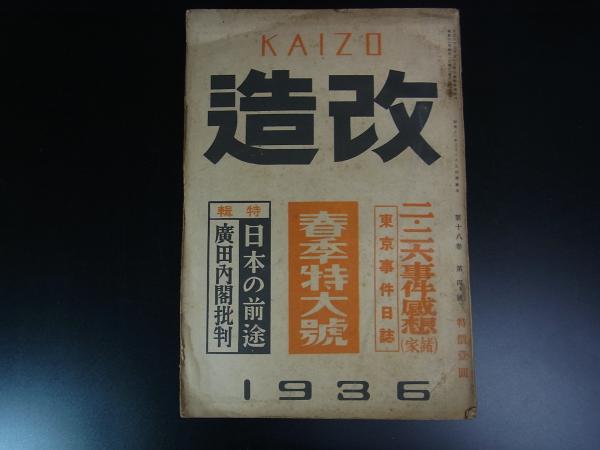 KAIZO
改造
二・二六事件感想
(諸家)
東京事件日誌
春季特大號
特輯
日本の前途
廣田內閣批判
1936
第十八卷 第四號 特價壹圓